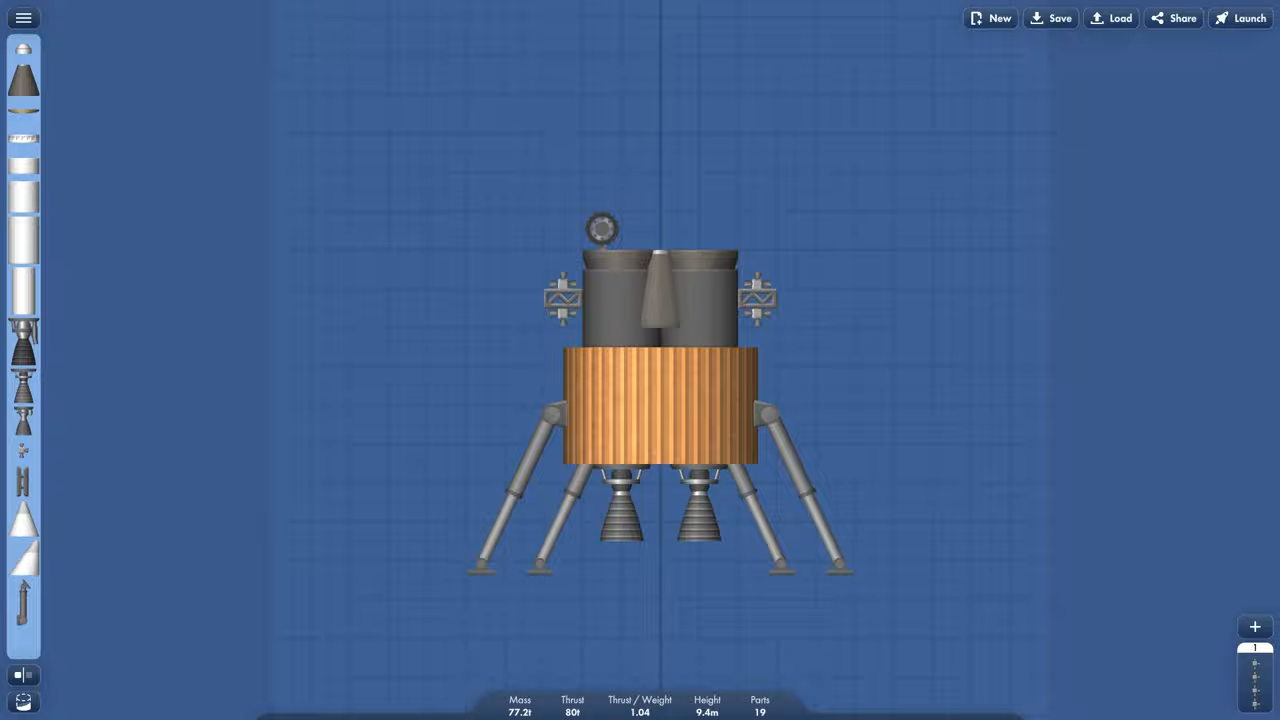 New Save Load Share Launch
1
Mass Thrust Thrust / Weight Height Parts
77.2t 80t 1.04 9.4m 19